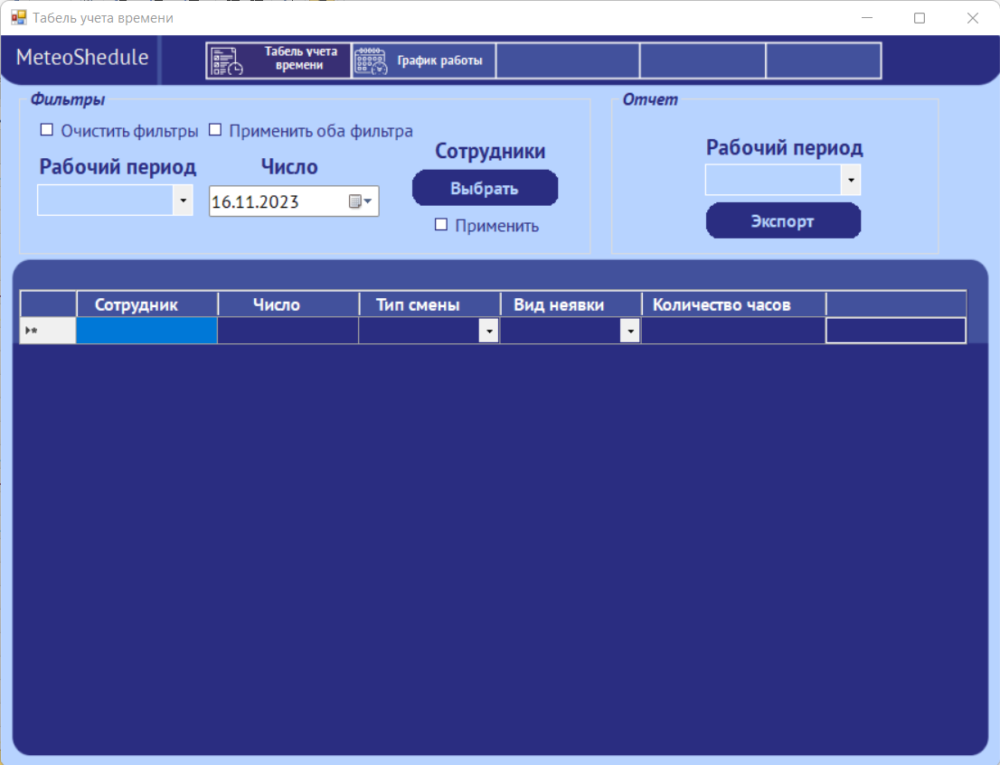 Табель учета времени
MeteoShedule
Табель учета
времени
График работы
Фильтры
Очистить фильтры
Применить оба фильтра
Рабочий период
Число
16.11.2023
Сотрудники
Выбрать
Применить
Отчет
Рабочий период
Экспорт
Сотрудник
Число
Тип смены
Вид неявки
Количество часов